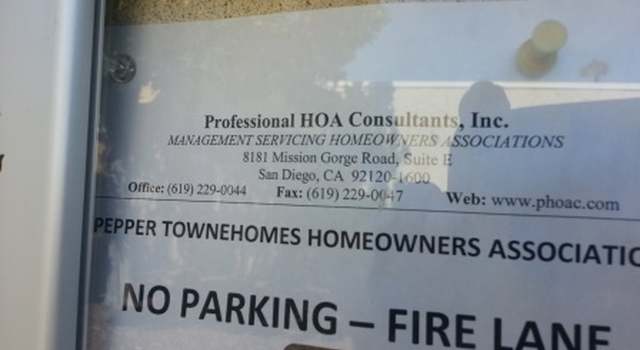 Professional HOA Consultants, Inc.
MANAGEMENT SERVICING HOMEOWNERS ASSOCIATIONS
8181 Mission Gorge Road, Suite E
San Diego, CA 92120-1600
Office: (619) 229-0044 Fax: (619) 229-0047 Web: www.phoac.com
PEPPER TOWNEHOMES HOMEOWNERS ASSOCIATIO
NO PARKING – FIRE LANE